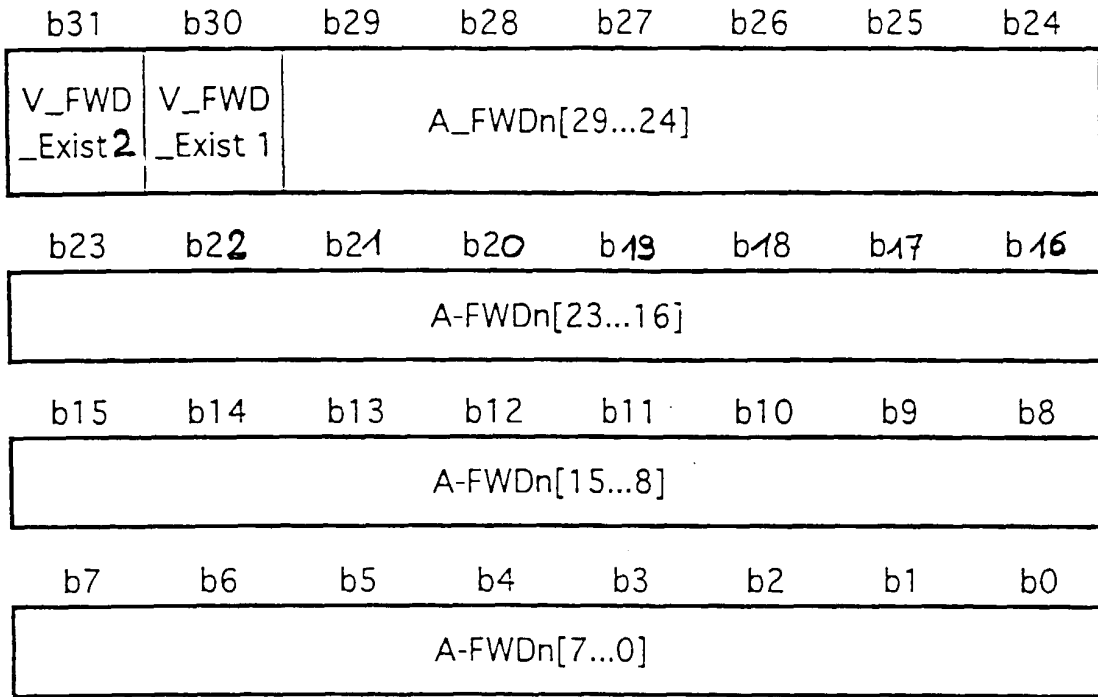 b31 b30 b29 b28 b27 b26 b25 b24
V_FWD V_FWD A_FWDn[29...24]
_Exist 2 _Exist 1
b23 b22 b21 b20 b19 b18 b17 b16
A-FWDn[23...16]
b15 b14 b13 b12 b11 b10 b9 b8
A-FWDn[15...8]
b7 b6 b5 b4 b3 b2 b1 b0
A-FWDn[7...0]